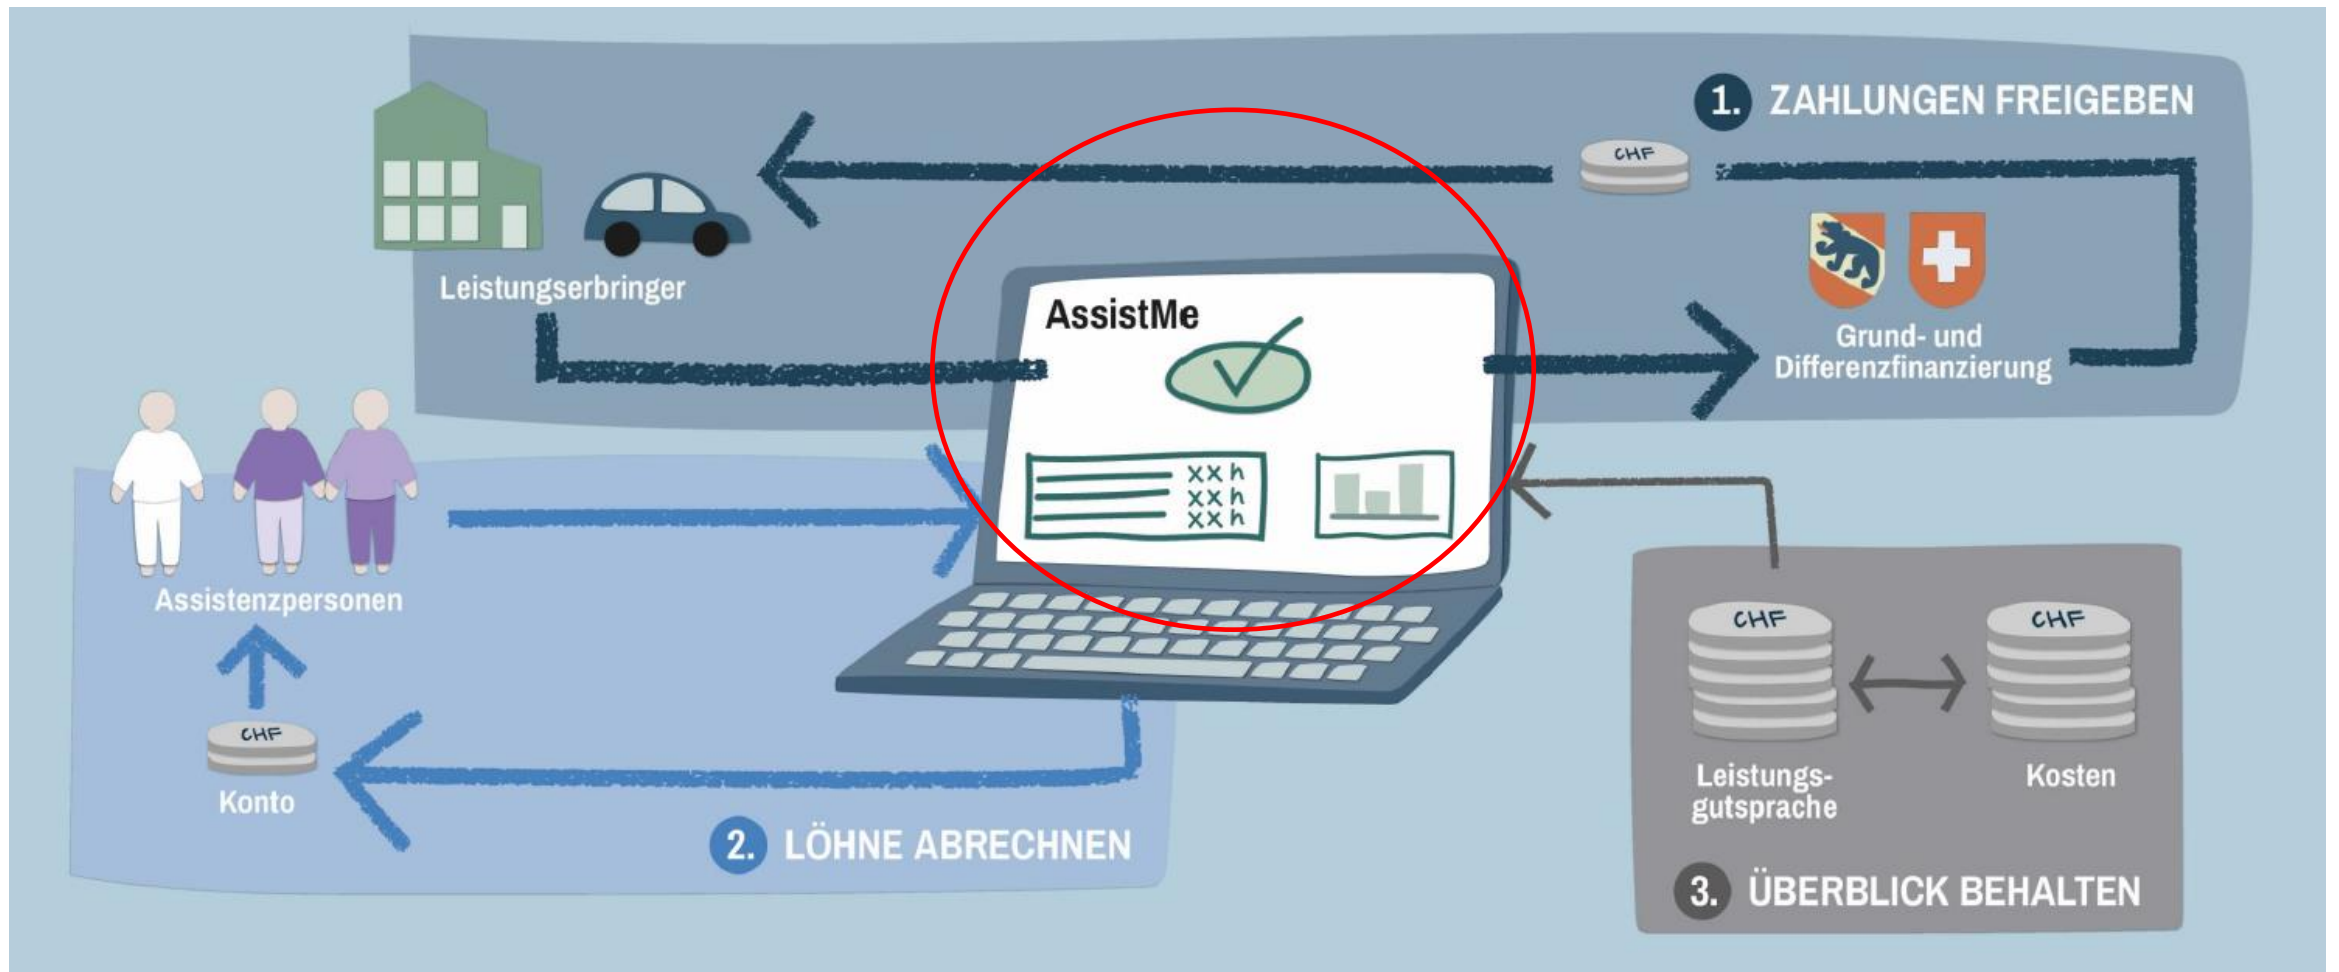 1. ZAHLUNGEN FREIGEBEN
CHF
Leistungserbringer
Grund- und
Differenzfinanzierung
AssistMe
xx h
xx h
xx h
Assistenzpersonen
CHF
Konto
2. LÖHNE ABRECHNEN
CHF
CHF
Leistungs-
gutsprache
Kosten
3. ÜBERBLICK BEHALTEN